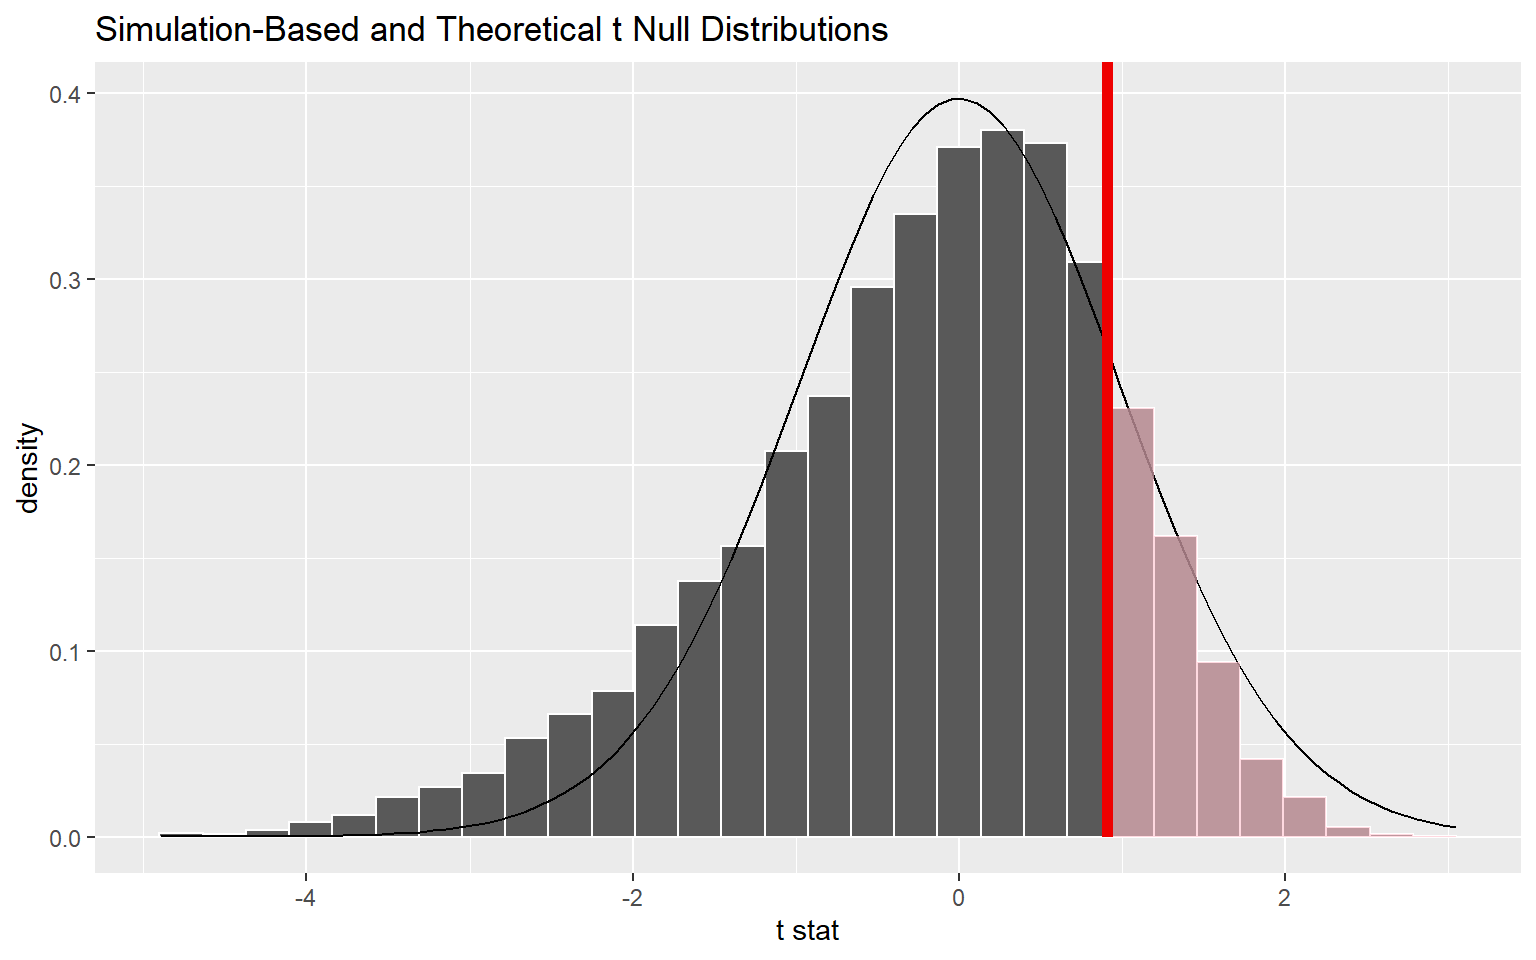 Simulation-Based and Theoretical t Null Distributions
0.4
0.3
0.2
0.1
0.0
density
-4 -2 0 2
t stat